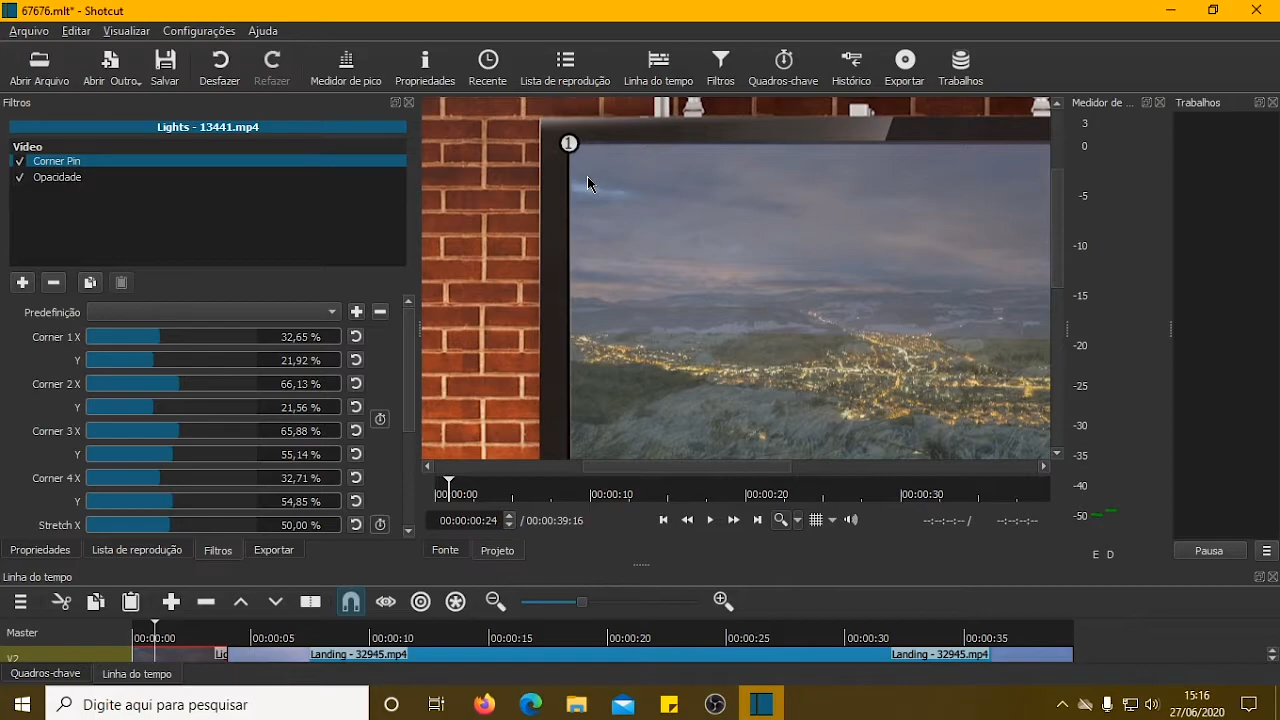 67676.mlt* - Shotcut
Arquivo Editar Visualizar Configurações Ajuda
Abrir Arquivo Abrir Outro.. Salvar Desfazer Refazer Medidor de pico Propriedades Recente Lista de reprodução Linha do tempo Filtros Quadros-chave Histórico Exportar Trabalhos
Filtros
Medidor de ...
Trabalhos
Lights - 13441.mp4
Vídeo
Corner Pin
Opacidade
Predefinição
Corner 1 X 32,65 %
Y 21,92 %
Corner 2 X 66,13 %
Y 21,56 %
Corner 3 X 65,88 %
Y 55,14 %
Corner 4 X 32,71 %
Y 54,85 %
Stretch X 50,00 %
1
3
0
-5
-10
-15
-20
-25
-30
-35
-40
-50
E D
00:00:00 00:00:10 00:00:20 00:00:30
00:00:00:24 / 00:00:39:16 --:--:--:-- / --:--:--:--
Propriedades Lista de reprodução Filtros Exportar
Fonte Projeto
Pausa
Linha do tempo
Master 00:00:00 00:00:05 00:00:10 00:00:15 00:00:20 00:00:25 00:00:30 00:00:35
V2 Landing - 32945.mp4 Landing - 32945.mp4
Quadros-chave Linha do tempo
Digite aqui para pesquisar
15:16
27/06/2020